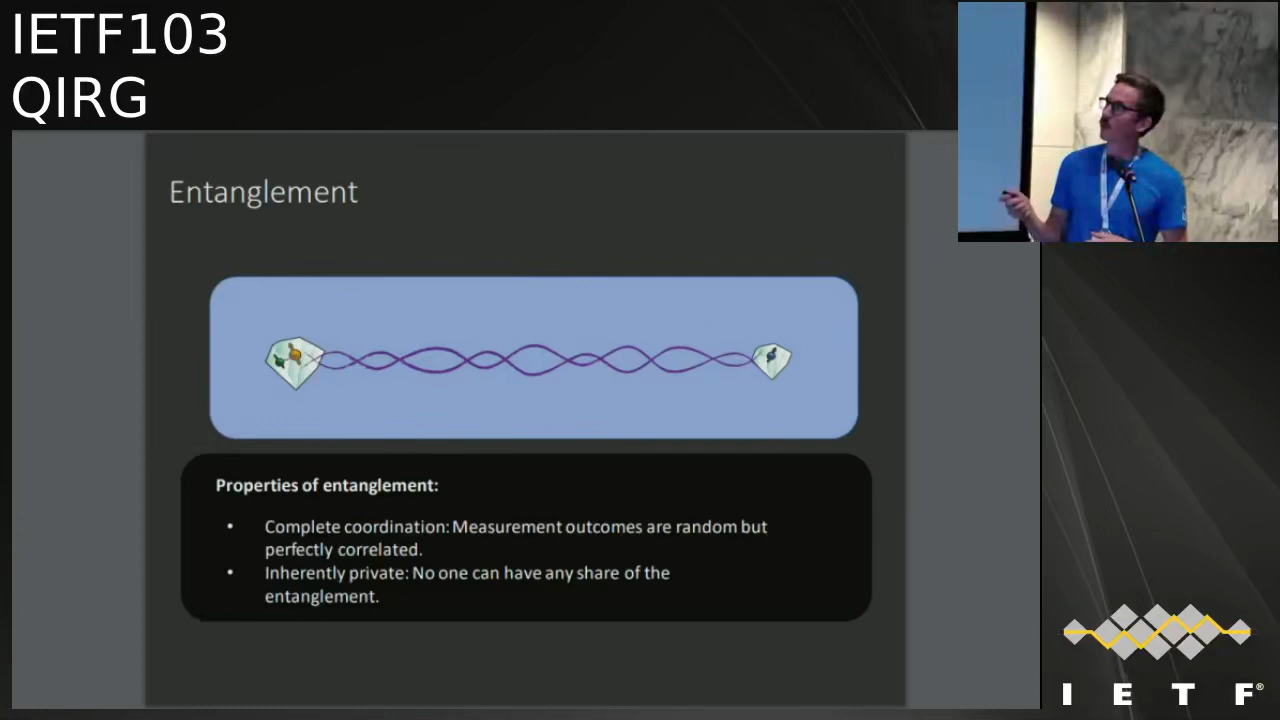 IETF103
QIRG
Entanglement
Properties of entanglement:
• Complete coordination: Measurement outcomes are random but
perfectly correlated.
• Inherently private: No one can have any share of the
entanglement.
I E T F®